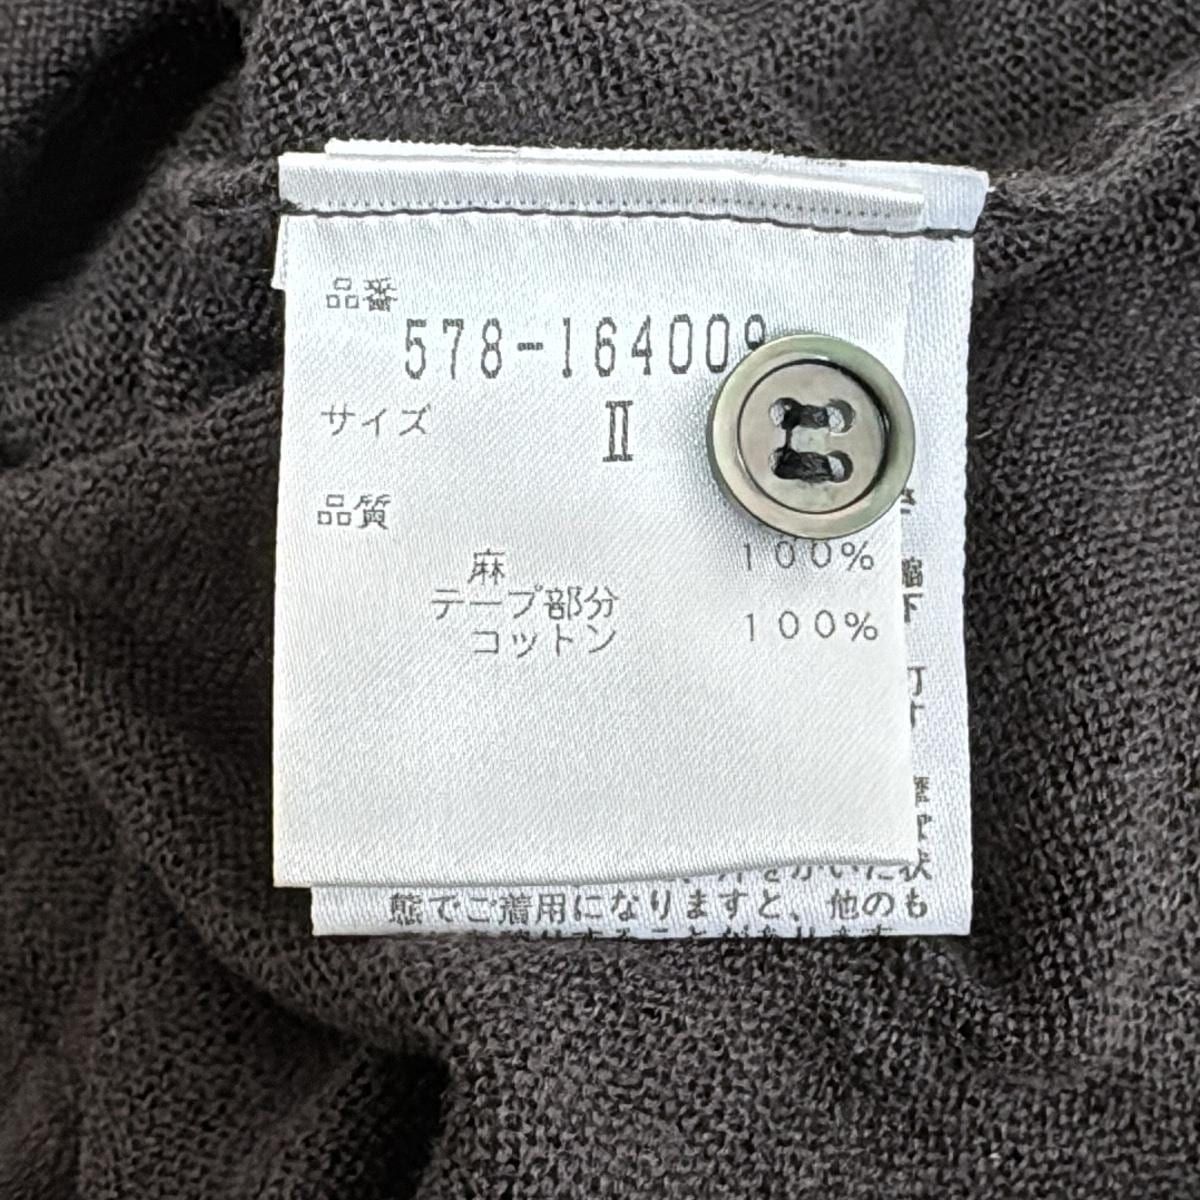 品番
578-164009
サイズ
Ⅱ
品質
麻 100%
テープ部分
コットン 100%
態でご着用になりますと、他のも